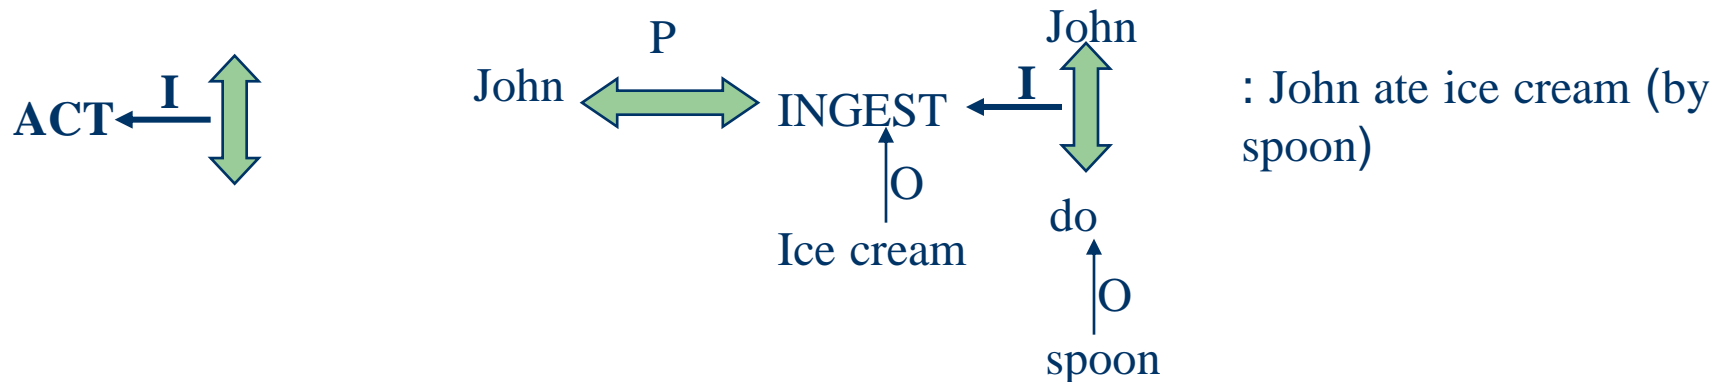 P
John
John
I
I
: John ate ice cream (by
ACT
INGEST
spoon)
O
do
Ice cream
O
spoon